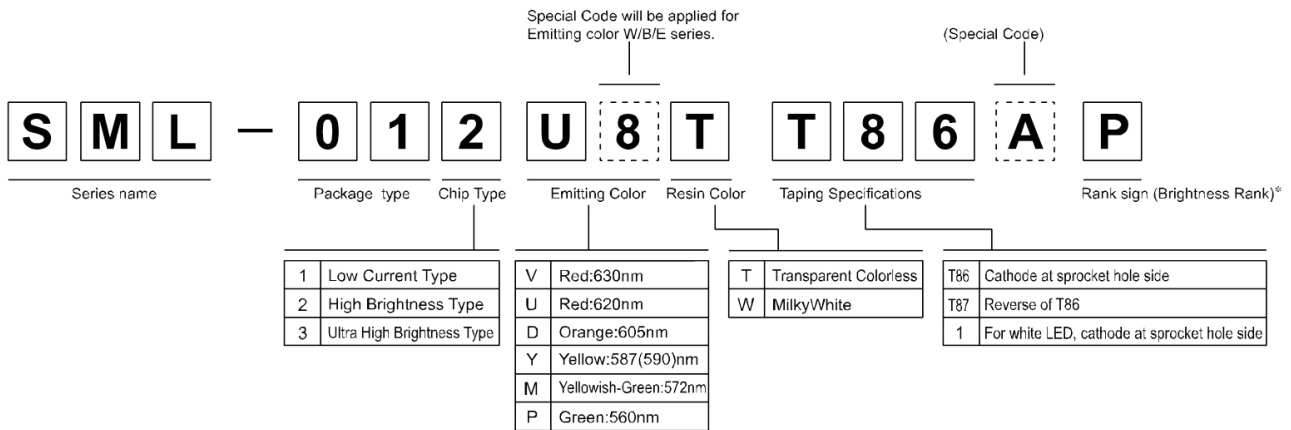 Special Code will be applied for
Emitting color W/B/E series.
(Special Code)
S M L — 0 1 2 U 8 T T 8 6 A P
Series name Package type Chip Type Emitting Color Resin Color Taping Specifications Rank sign (Brightness Rank)*
1 Low Current Type
2 High Brightness Type
3 Ultra High Brightness Type
V Red:630nm
U Red:620nm
D Orange:605nm
Y Yellow:587(590)nm
M Yellowish-Green:572nm
P Green:560nm
T Transparent Colorless
W MilkyWhite
T86 Cathode at sprocket hole side
T87 Reverse of T86
1 For white LED, cathode at sprocket hole side